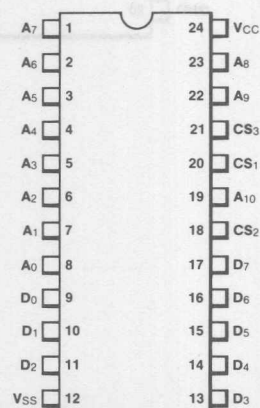 A7 1 24 VCC
A6 2 23 A8
A5 3 22 A9
A4 4 21 CS3
A3 5 20 CS1
A2 6 19 A10
A1 7 18 CS2
A0 8 17 D7
D0 9 16 D6
D1 10 15 D5
D2 11 14 D4
VSS 12 13 D3